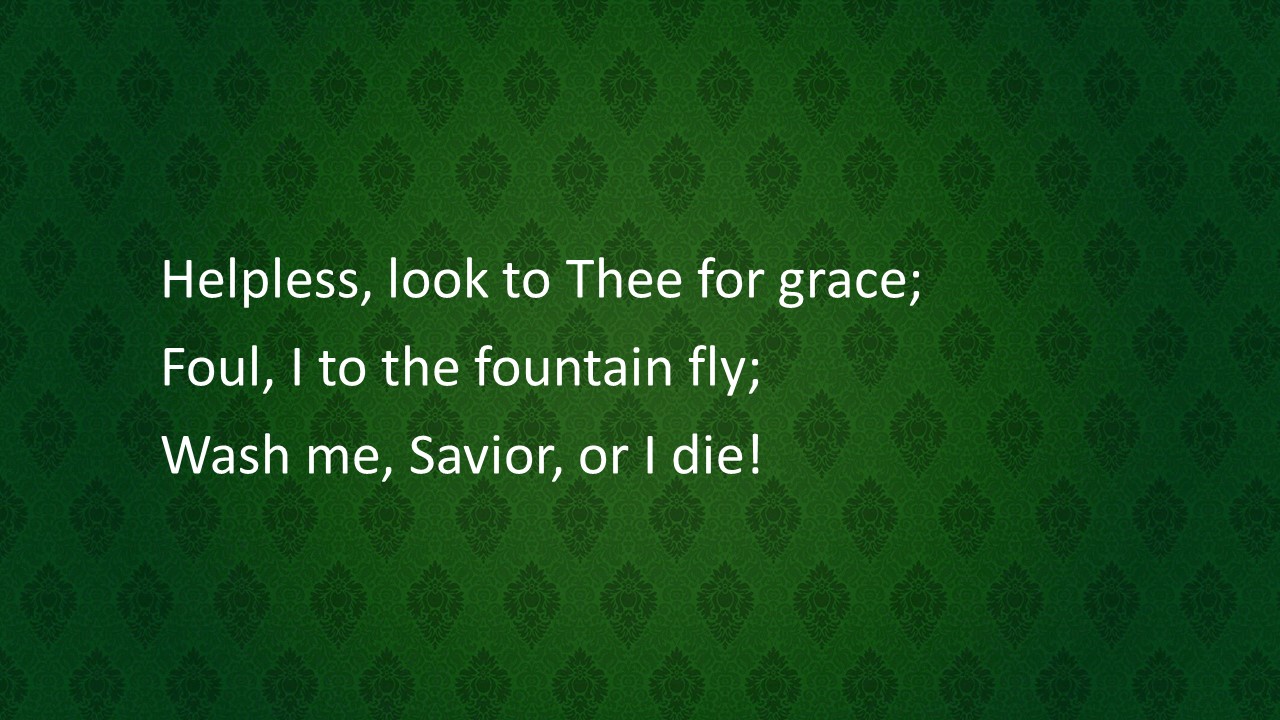 Helpless, look to Thee for grace;
Foul, I to the fountain fly;
Wash me, Savior, or I die!